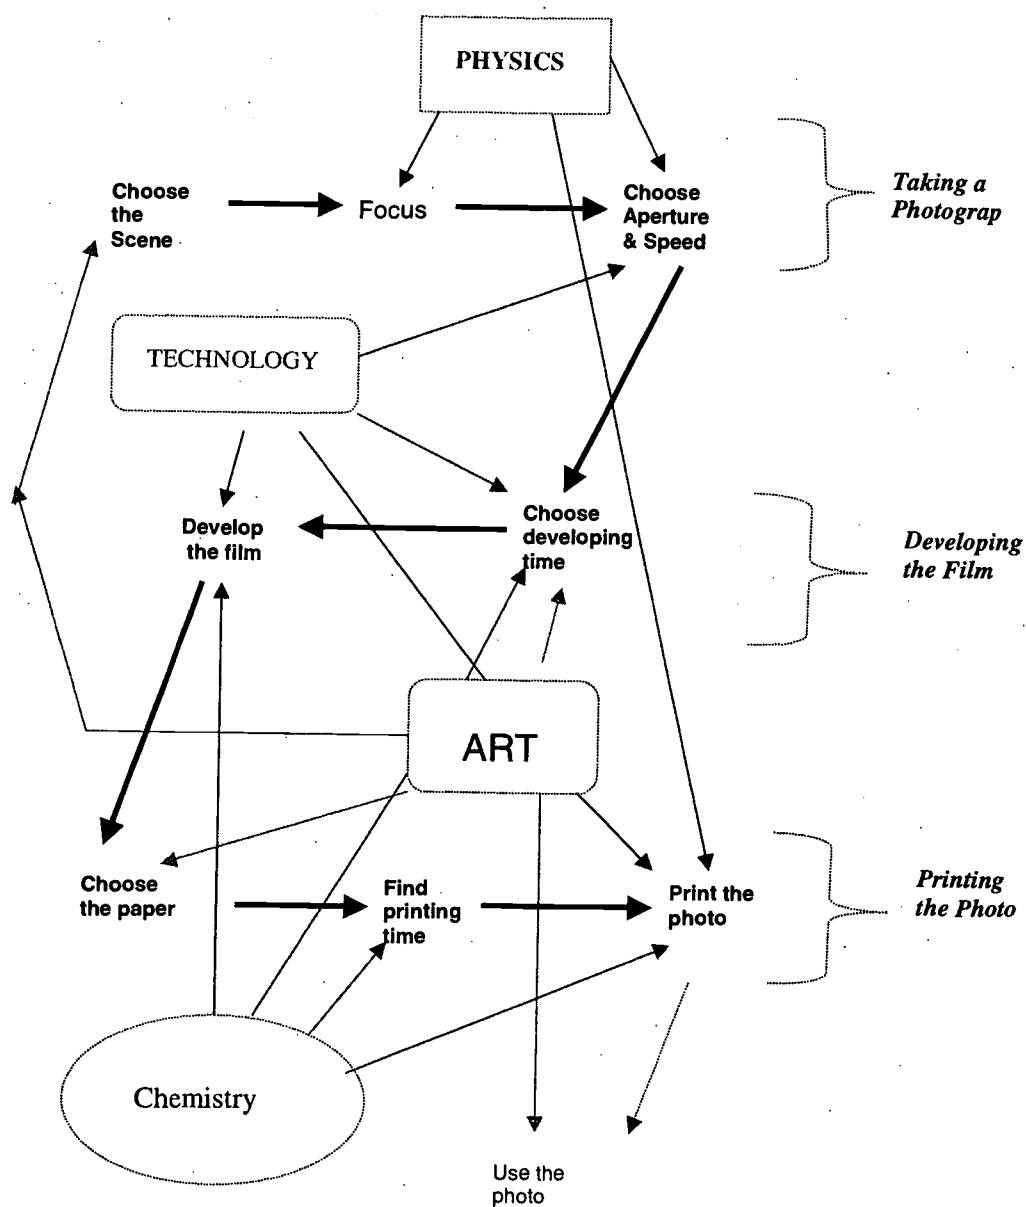 PHYSICS
Choose
the
Scene
Focus
Choose
Aperture
& Speed
Taking a
Photograp
TECHNOLOGY
Develop
the film
Choose
developing
time
Developing
the Film
ART
Choose
the paper
Find
printing
time
Print the
photo
Printing
the Photo
Chemistry
Use the
photo